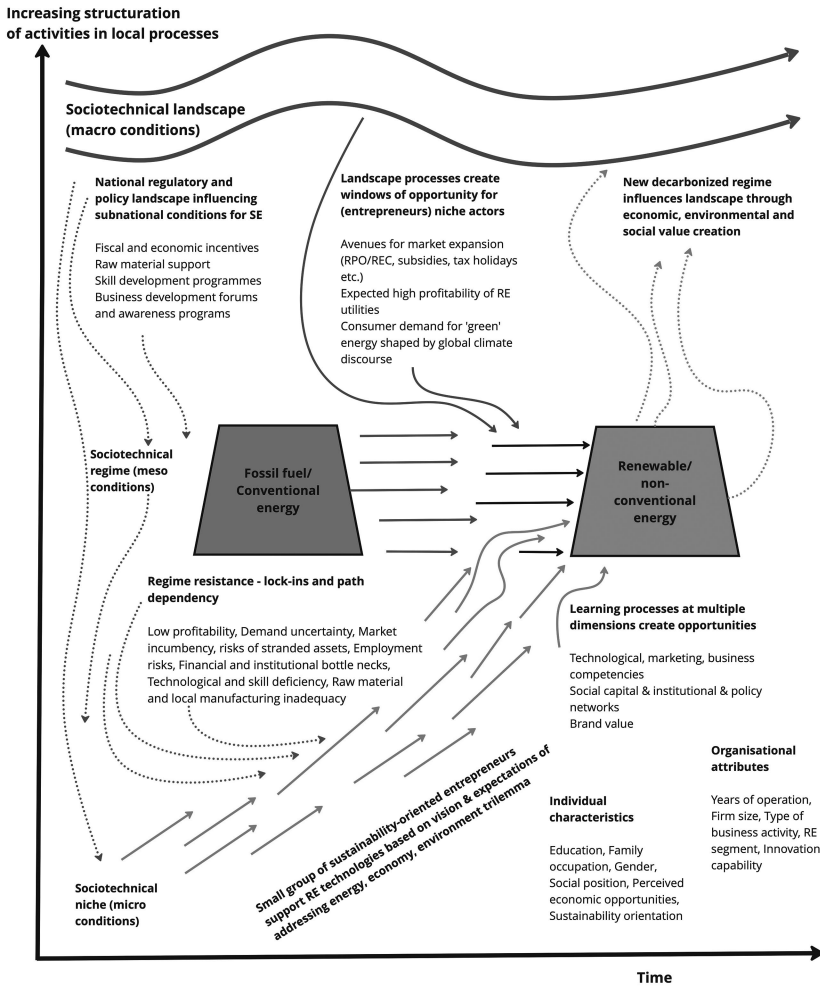 Increasing structuration
of activities in local processes
Sociotechnical landscape
(macro conditions)
National regulatory and
policy landscape influencing
subnational conditions for SE
Fiscal and economic incentives
Raw material support
Skill development programmes
Business development forums
and awareness programs
Landscape processes create
windows of opportunity for
(entrepreneurs) niche actors
Avenues for market expansion
(RPO/REC, subsidies, tax holidays
etc.)
Expected high profitability of RE
utilities
Consumer demand for 'green'
energy shaped by global climate
discourse
New decarbonized regime
influences landscape through
economic, environmental and
social value creation
Sociotechnical
regime (meso
conditions)
Fossil fuel/
Conventional
energy
Renewable/
non-
conventional
energy
Regime resistance - lock-ins and path
dependency
Low profitability, Demand uncertainty, Market
incumbency, risks of stranded assets, Employment
risks, Financial and institutional bottle necks,
Technological and skill deficiency, Raw material
and local manufacturing inadequacy
Learning processes at multiple
dimensions create opportunities
Technological, marketing, business
competencies
Social capital & institutional & policy
networks
Brand value
Organisational
attributes
Years of operation,
Firm size, Type of
business activity, RE
segment, Innovation
capability
Individual
characteristics
Education, Family
occupation, Gender,
Social position, Perceived
economic opportunities,
Sustainability orientation
Small group of sustainability-oriented entrepreneurs
support RE technologies based on vision & expectations of
addressing energy, economy, environment trilemma
Sociotechnical
niche (micro
conditions)
Time